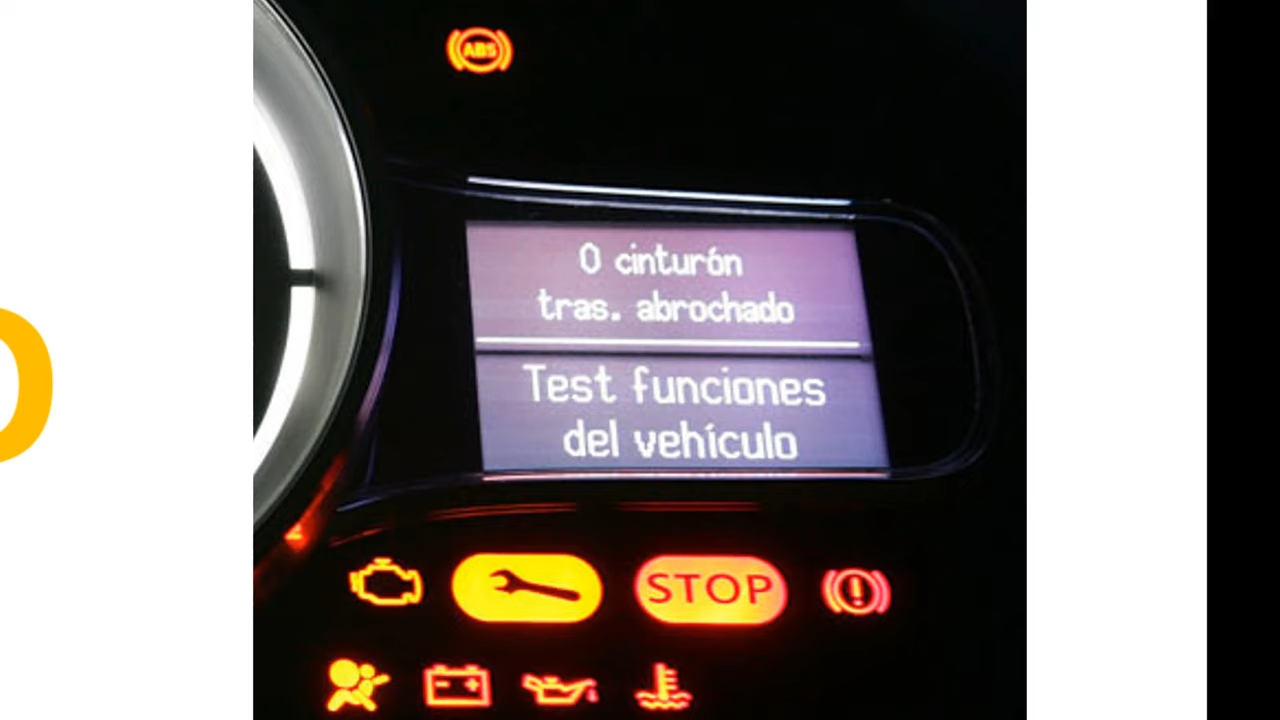 ABS
0 cinturón
tras. abrochado
Test funciones
del vehículo
STOP